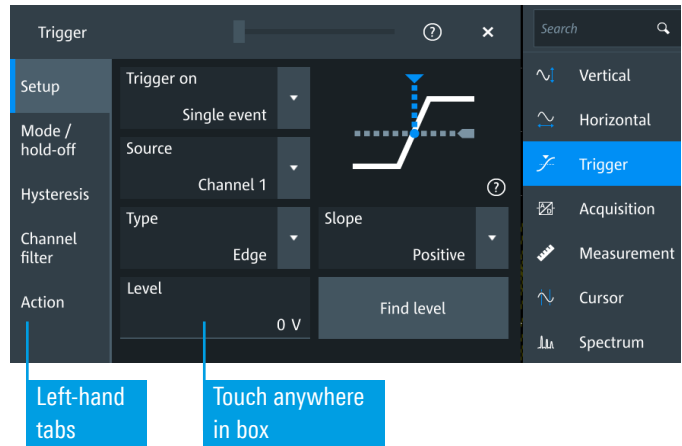 Trigger
?
×
Setup
Mode /
hold-off
Hysteresis
Channel
filter
Action
Trigger on
Single event
Source
Channel 1
?
Type
Edge
Slope
Positive
Level
0 V
Find level
Search
Vertical
Horizontal
Trigger
Acquisition
Measurement
Cursor
Spectrum
Left-hand
tabs
Touch anywhere
in box